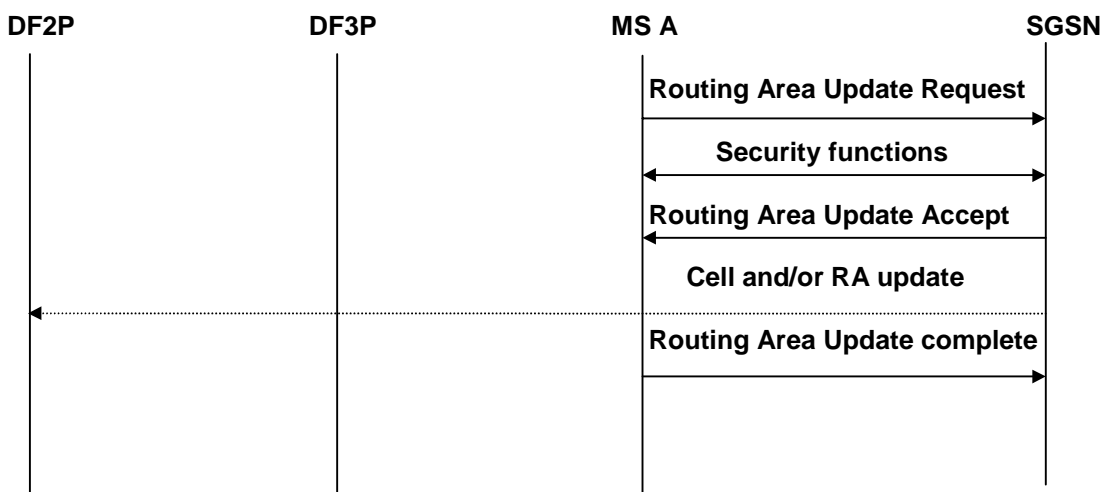 DF2P DF3P MS A SGSN
Routing Area Update Request
Security functions
Routing Area Update Accept
Cell and/or RA update
Routing Area Update complete